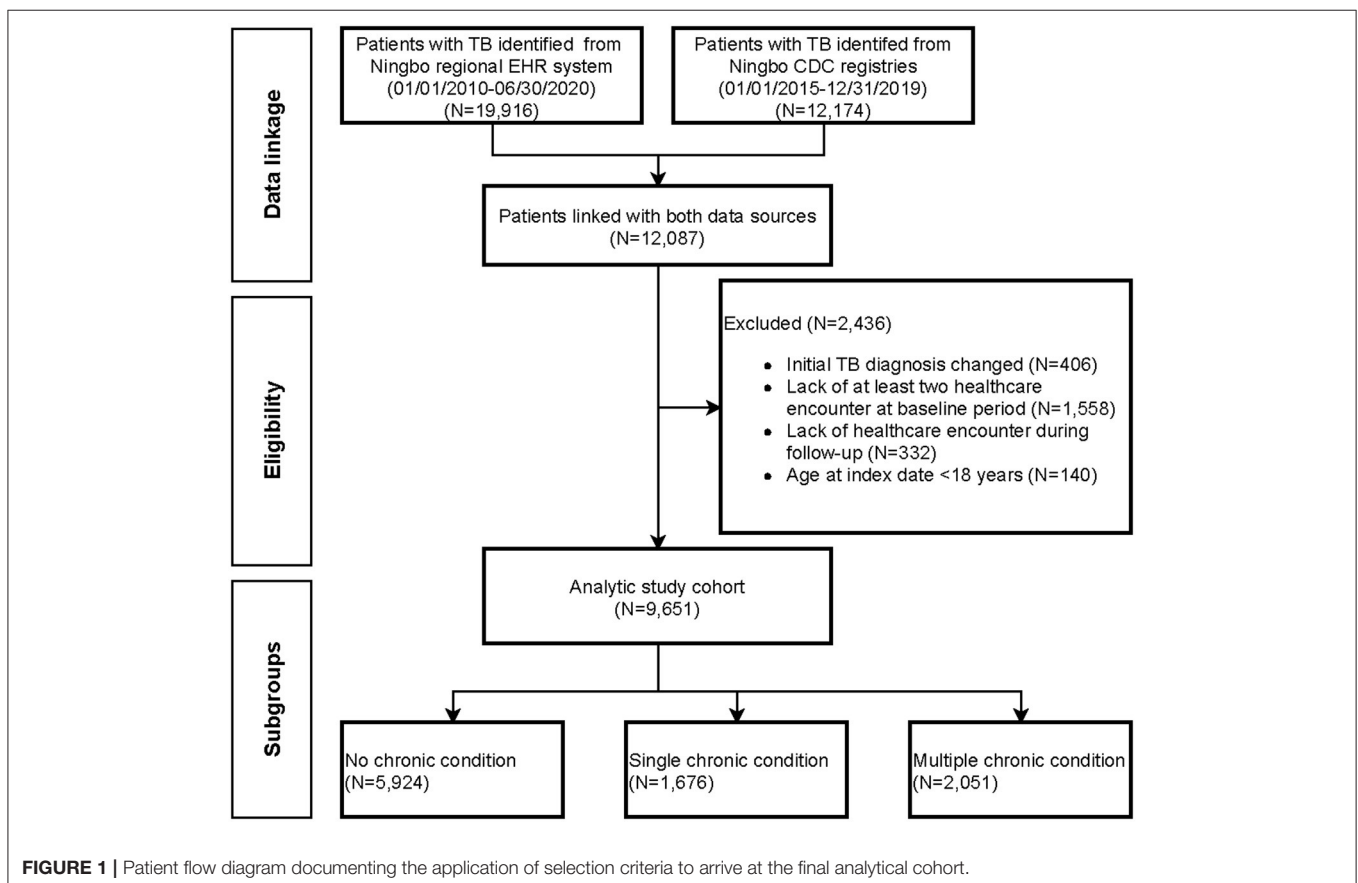 Data linkage
Patients with TB identified from
Ningbo regional EHR system
(01/01/2010-06/30/2020)
(N=19,916)
Patients with TB identifed from
Ningbo CDC registries
(01/01/2015-12/31/2019)
(N=12,174)
Patients linked with both data sources
(N=12,087)
Eligibility
Excluded (N=2,436)
• Initial TB diagnosis changed (N=406)
• Lack of at least two healthcare
encounter at baseline period (N=1,558)
• Lack of healthcare encounter during
follow-up (N=332)
• Age at index date <18 years (N=140)
Analytic study cohort
(N=9,651)
Subgroups
No chronic condition
(N=5,924)
Single chronic condition
(N=1,676)
Multiple chronic condition
(N=2,051)
FIGURE 1 | Patient flow diagram documenting the application of selection criteria to arrive at the final analytical cohort.